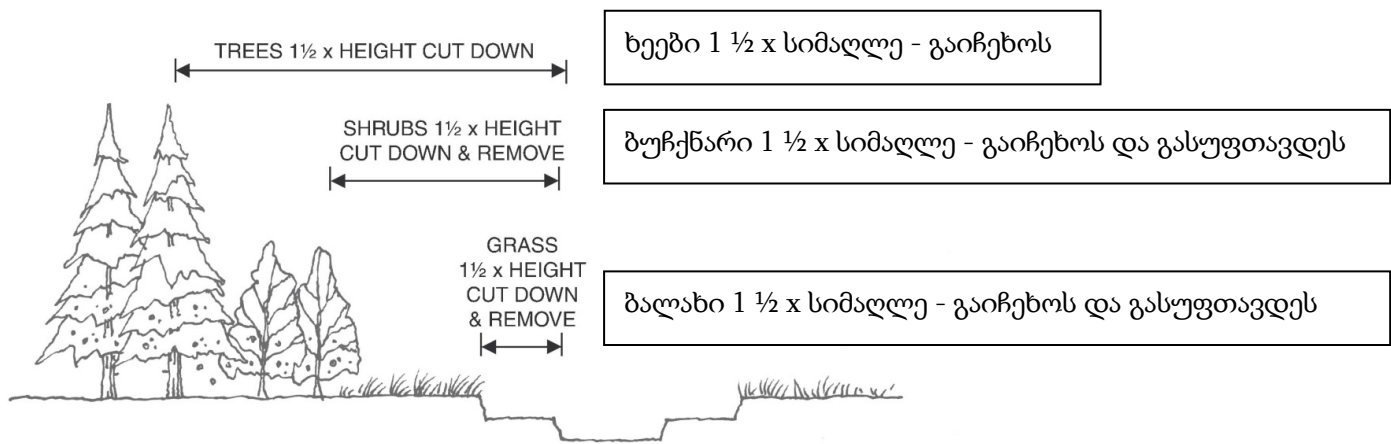 TREES 1½ x HEIGHT CUT DOWN
ხეები 1 ½ x სიმაღლე - გაიჩეხოს
SHRUBS 1½ x HEIGHT
CUT DOWN & REMOVE
ბუჩქნარი 1 ½ x სიმაღლე - გაიჩეხოს და გასუფთავდეს
GRASS
1½ x HEIGHT
CUT DOWN
& REMOVE
ბალახი 1 ½ x სიმაღლე - გაიჩეხოს და გასუფთავდეს